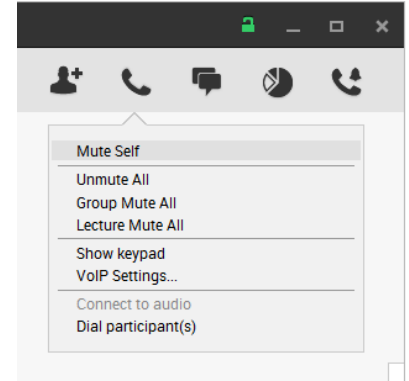 Mute Self
Unmute All
Group Mute All
Lecture Mute All
Show keypad
VoIP Settings...
Connect to audio
Dial participant(s)